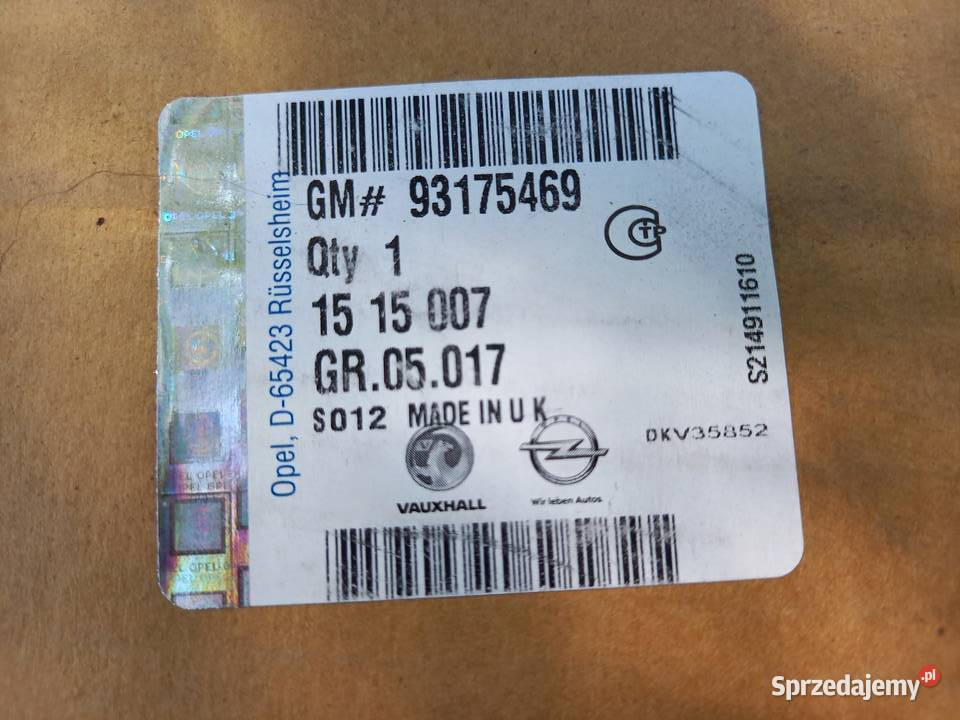 GM# 93175469
Qty 1
15 15 007
GR.05.017
S012 MADE IN U K
VAUXHALL
OPEL
Wir leben Autos.
DKV35852
S214911610
Opel, D-65423 Rüsselsheim
Sprzedajemy.pl